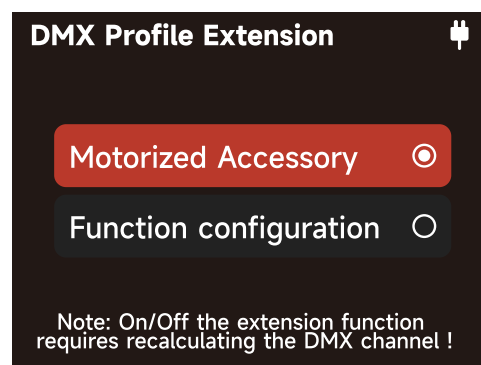 DMX Profile Extension
Motorized Accessory
Function configuration
Note: On/Off the extension function
requires recalculating the DMX channel !